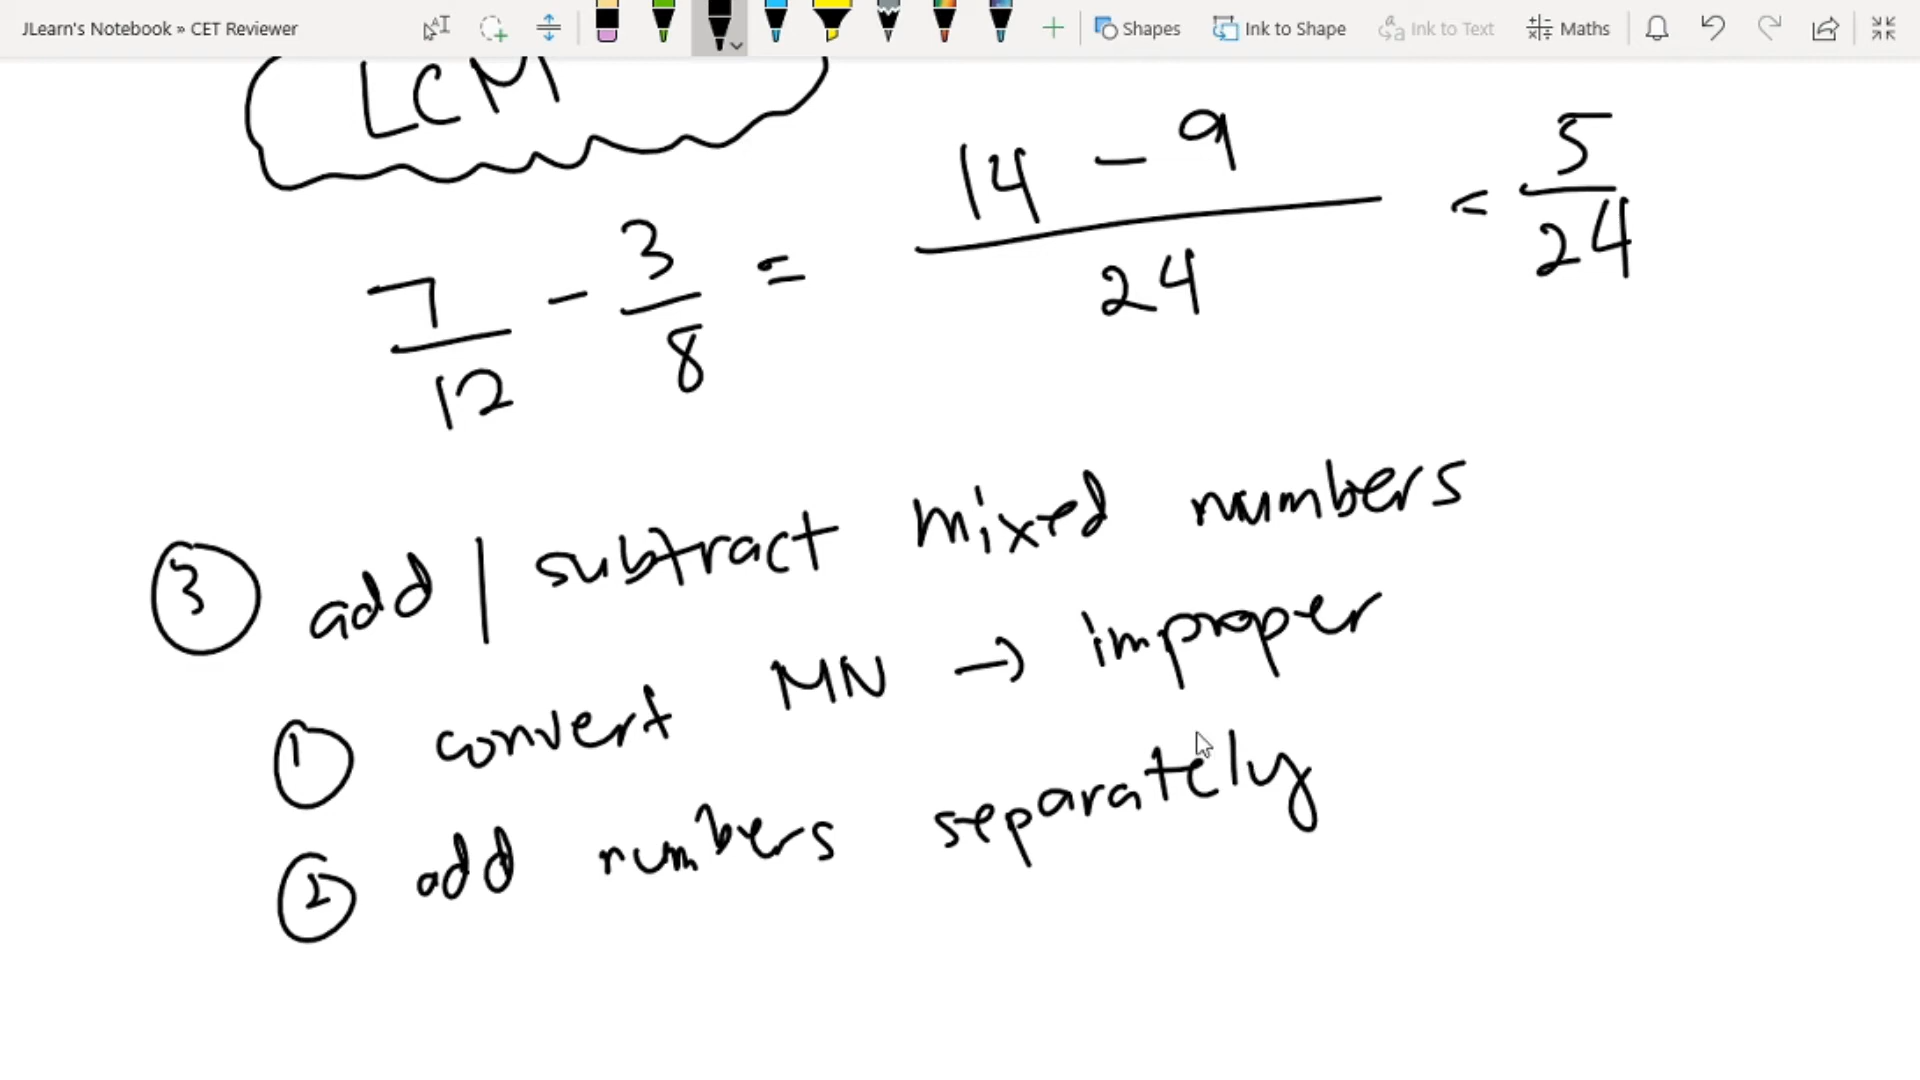 JLearn's Notebook » CET Reviewer Shapes Ink to Shape Ink to Text Maths
LCM
7/12 - 3/8 = (14 - 9)/24 = 5/24
③ add | subtract mixed numbers
① convert MN → improper
② add numbers separately